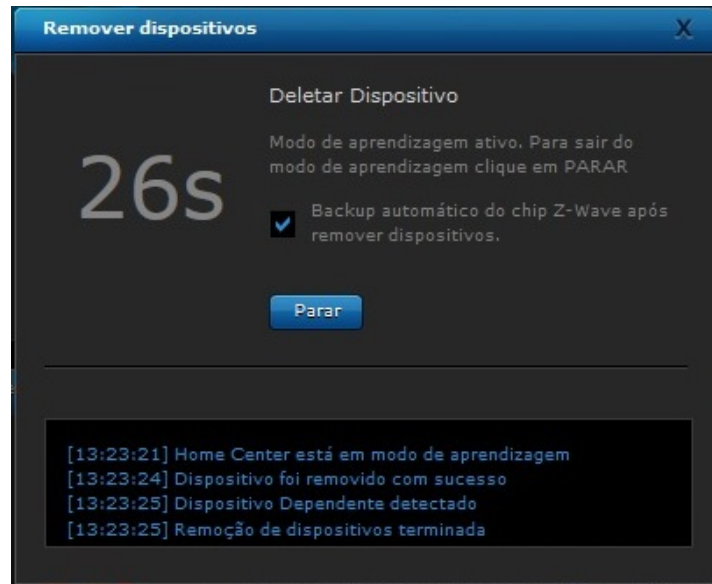 Remover dispositivos X
Deletar Dispositivo
26s
Modo de aprendizagem ativo. Para sair do
modo de aprendizagem clique em PARAR
Backup automático do chip Z-Wave após
remover dispositivos.
Parar
[13:23:21] Home Center está em modo de aprendizagem
[13:23:24] Dispositivo foi removido com sucesso
[13:23:25] Dispositivo Dependente detectado
[13:23:25] Remoção de dispositivos terminada